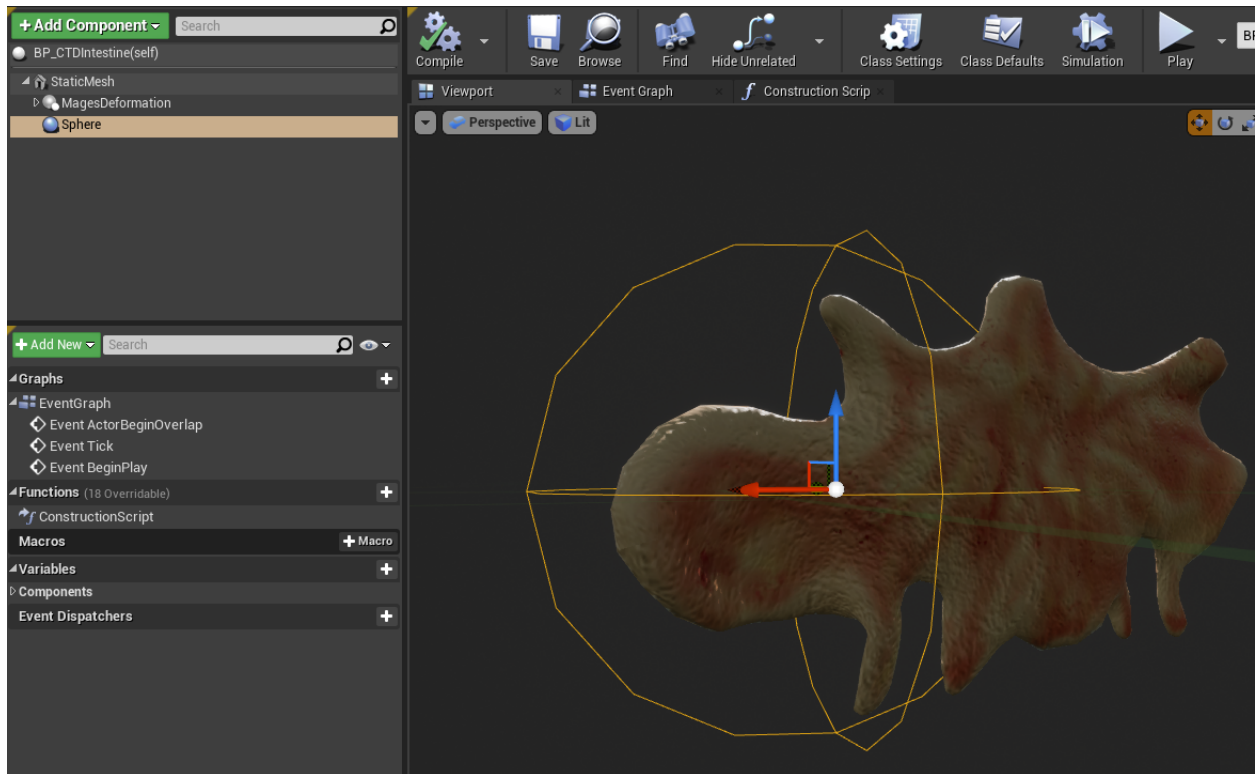 + Add Component
Search
BP_CTDIntestine(self)
StaticMesh
MagesDeformation
Sphere
+ Add New
Search
Graphs
EventGraph
Event ActorBeginOverlap
Event Tick
Event BeginPlay
Functions (18 Overridable)
ConstructionScript
Macros
+ Macro
Variables
Components
Event Dispatchers
Compile
Save
Browse
Find
Hide Unrelated
Class Settings
Class Defaults
Simulation
Play
Viewport
Event Graph
Construction Scrip
Perspective
Lit